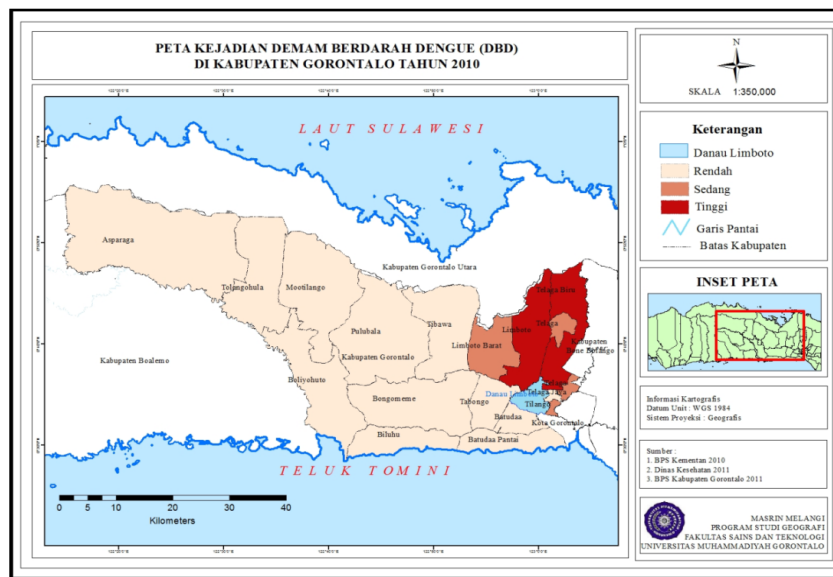 PETA KEJADIAN DEMAM BERDARAH DENGUE (DBD)
DI KABUPATEN GORONTALO TAHUN 2010
N
SKALA 1:350,000
LAUT SULAWESI
Keterangan
Danau Limboto
Rendah
Sedang
Tinggi
Garis Pantai
Batas Kabupaten
Asparaga
Kabupaten Gorontalo Utara
Telaga Biru
Tolangohula
Mootilango
Pulubala
Tibawa
Limboto
Telaga
Limboto Barat
Kabupaten
Bone Bolango
Kabupaten Boalemo
Kabupaten Gorontalo
Boliyohuto
Telaga Jaya
Danau
Bongomeme
Tabongo
Tilango
Batudaa
Kota Gorontalo
Biluhu
Batudaa Pantai
TELUK TOMINI
0 5 10 20 30 40
Kilometers
INSET PETA
Informasi Kartografis
Datum Unit : WGS 1984
Sistem Proyeksi : Geografis
Sumber :
1. BPS Kementan 2010
2. Dinas Kesehatan 2011
3. BPS Kabupaten Gorontalo 2011
MASRIN MELANGI
PROGRAM STUDI GEOGRAFI
FAKULTAS SAINS DAN TEKNOLOGI
UNIVERSITAS MUHAMMADIYAH GORONTALO